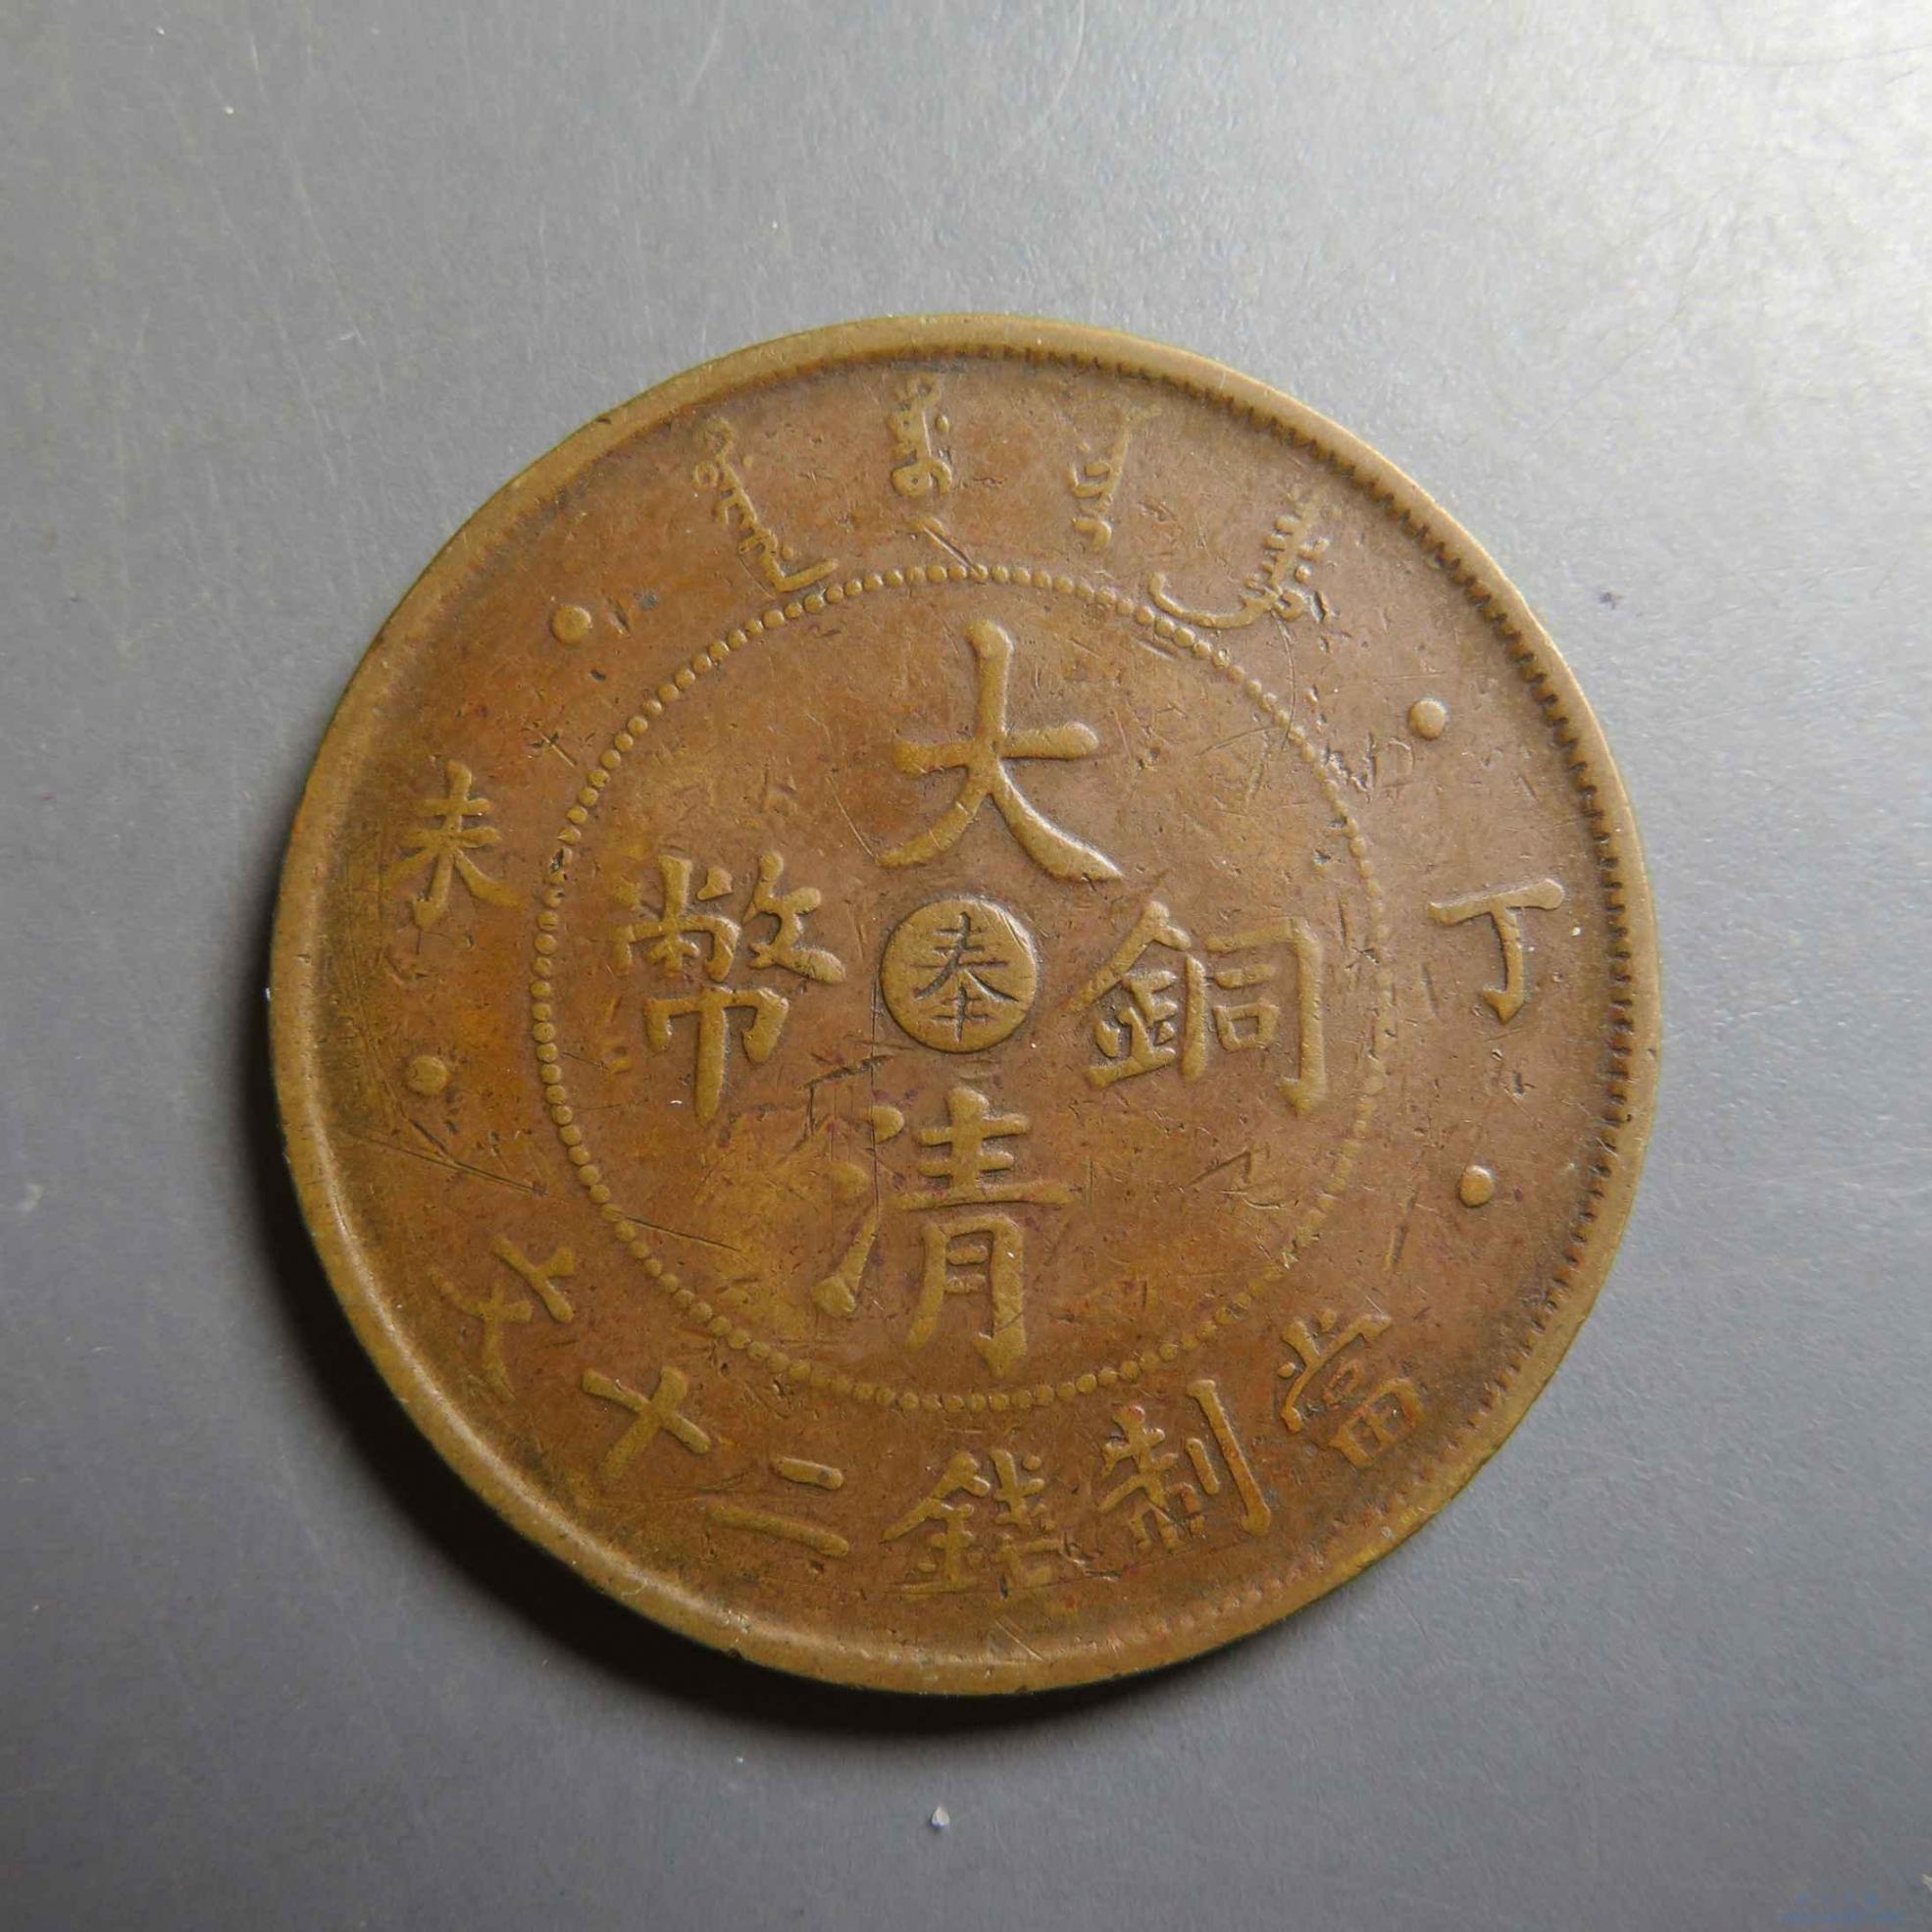 大清
銅幣
奉
丁未
當制錢二十文